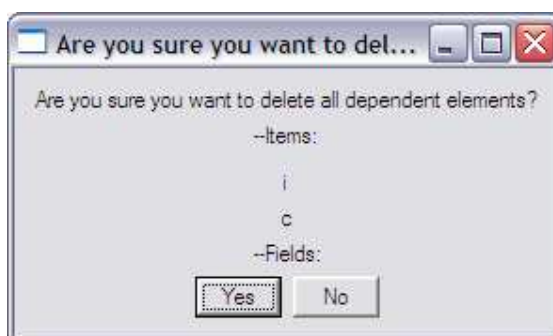 Are you sure you want to del...
Are you sure you want to delete all dependent elements?
--Items:
i
c
--Fields:
Yes No